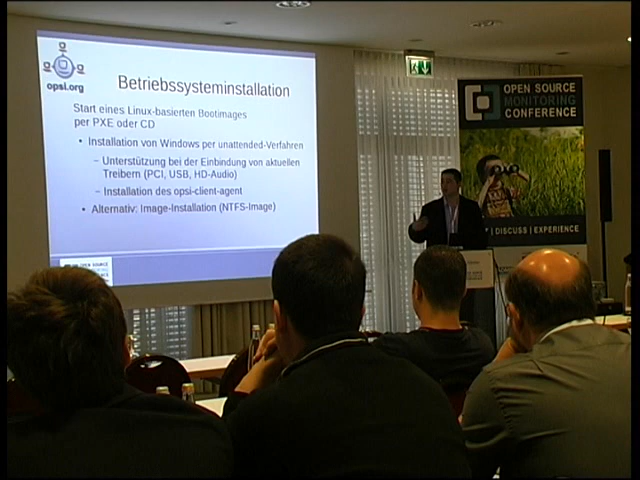 opsi.org
Betriebssysteminstallation
Start eines Linux-basierten Bootimages
per PXE oder CD
• Installation von Windows per unattended-Verfahren
– Unterstützung bei der Einbindung von aktuellen
Treibern (PCI, USB, HD-Audio)
– Installation des opsi-client-agent
• Alternativ: Image-Installation (NTFS-Image)
OPEN SOURCE
OPEN SOURCE
MONITORING
CONFERENCE
| DISCUSS | EXPERIENCE